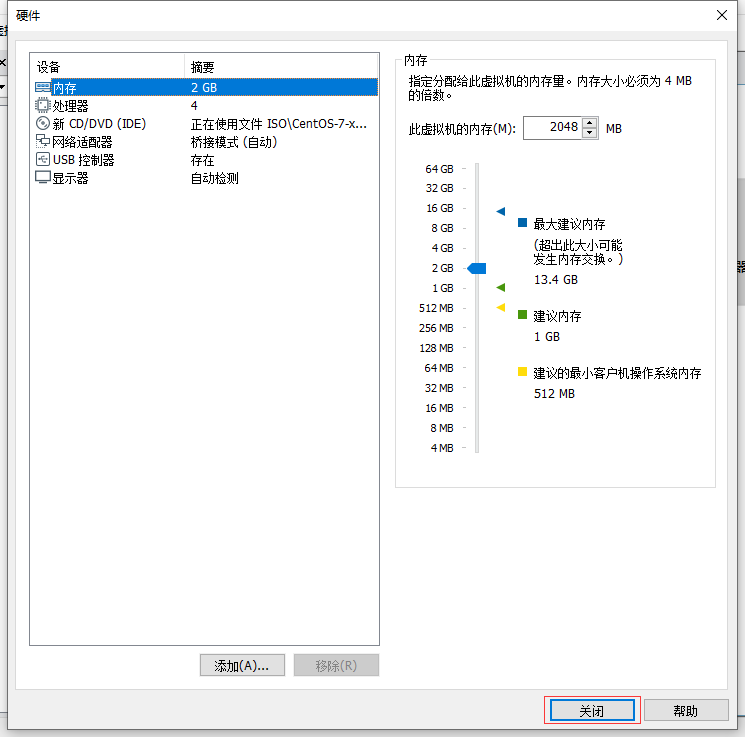 硬件
设备 摘要
内存 2 GB
处理器 4
新 CD/DVD (IDE) 正在使用文件 ISO\CentOS-7-x...
网络适配器 桥接模式 (自动)
USB 控制器 存在
显示器 自动检测
添加(A)... 移除(R)
内存
指定分配给此虚拟机的内存量。内存大小必须为 4 MB
的倍数。
此虚拟机的内存(M): 2048 MB
64 GB
32 GB
16 GB
8 GB
4 GB
2 GB
1 GB
512 MB
256 MB
128 MB
64 MB
32 MB
16 MB
8 MB
4 MB
最大建议内存
(超出此大小可能
发生内存交换。)
13.4 GB
建议内存
1 GB
建议的最小客户机操作系统内存
512 MB
关闭 帮助